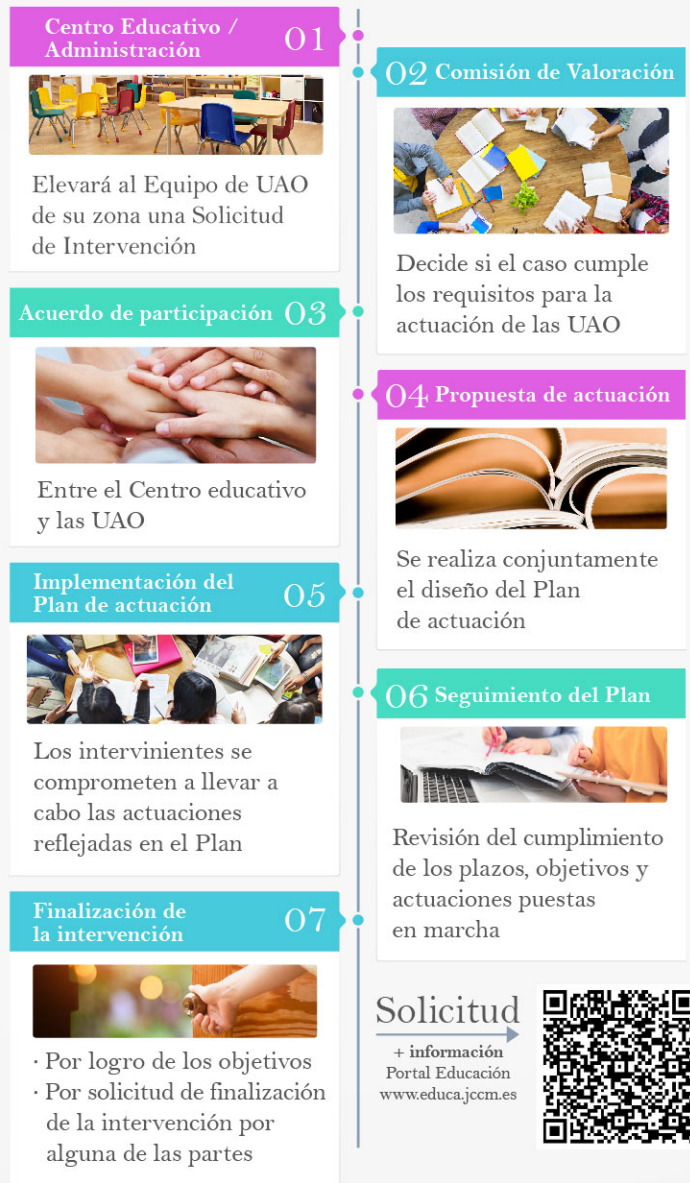 Centro Educativo /
Administración
01
Elevará al Equipo de UAO
de su zona una Solicitud
de Intervención
02 Comisión de Valoración
Decide si el caso cumple
los requisitos para la
actuación de las UAO
Acuerdo de participación 03
Entre el Centro educativo
y las UAO
04 Propuesta de actuación
Se realiza conjuntamente
el diseño del Plan
de actuación
Implementación del
Plan de actuación
05
Los intervinientes se
comprometen a llevar a
cabo las actuaciones
reflejadas en el Plan
06 Seguimiento del Plan
Revisión del cumplimiento
de los plazos, objetivos y
actuaciones puestas
en marcha
Finalización de
la intervención
07
· Por logro de los objetivos
· Por solicitud de finalización
de la intervención por
alguna de las partes
Solicitud
+ información
Portal Educación
www.educa.jccm.es